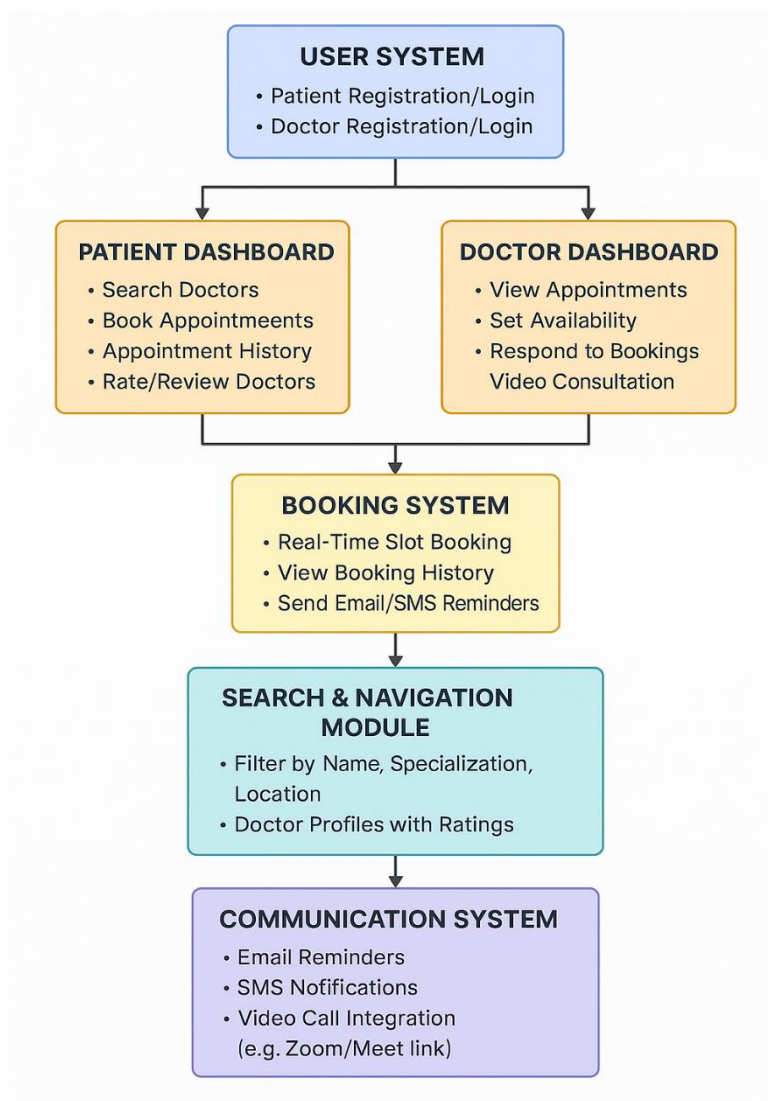 USER SYSTEM
• Patient Registration/Login
• Doctor Registration/Login
PATIENT DASHBOARD
• Search Doctors
• Book Appointmeents
• Appointment History
• Rate/Review Doctors
DOCTOR DASHBOARD
• View Appointments
• Set Availability
• Respond to Bookings
Video Consultation
BOOKING SYSTEM
• Real-Time Slot Booking
• View Booking History
• Send Email/SMS Reminders
SEARCH & NAVIGATION
MODULE
• Filter by Name, Specialization,
Location
• Doctor Profiles with Ratings
COMMUNICATION SYSTEM
• Email Reminders
• SMS Notifications
• Video Call Integration
(e.g. Zoom/Meet link)